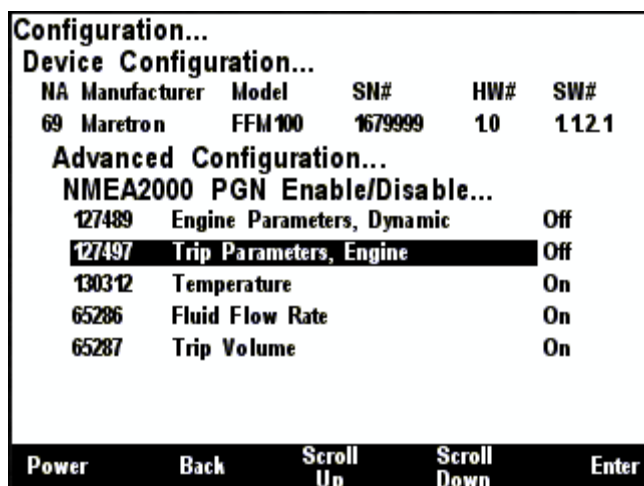 Configuration...
Device Configuration...
NA Manufacturer Model SN# HW# SW#
69 Maretron FFM100 1679999 1.0 1.1.2.1
Advanced Configuration...
NMEA2000 PGN Enable/Disable...
127489 Engine Parameters, Dynamic Off
127497 Trip Parameters, Engine Off
130312 Temperature On
65286 Fluid Flow Rate On
65287 Trip Volume On
Power Back Scroll Up Scroll Down Enter